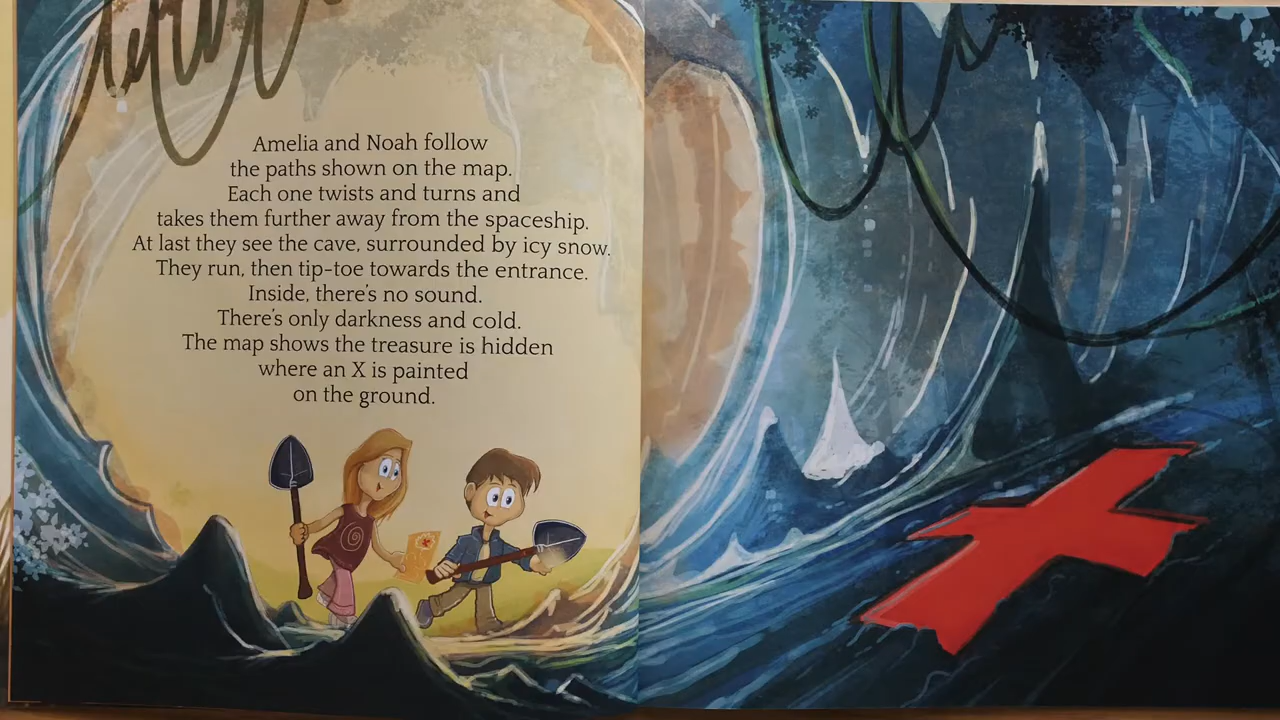 Amelia and Noah follow
the paths shown on the map.
Each one twists and turns and
takes them further away from the spaceship.
At last they see the cave, surrounded by icy snow.
They run, then tip-toe towards the entrance.
Inside, there's no sound.
There's only darkness and cold.
The map shows the treasure is hidden
where an X is painted
on the ground.